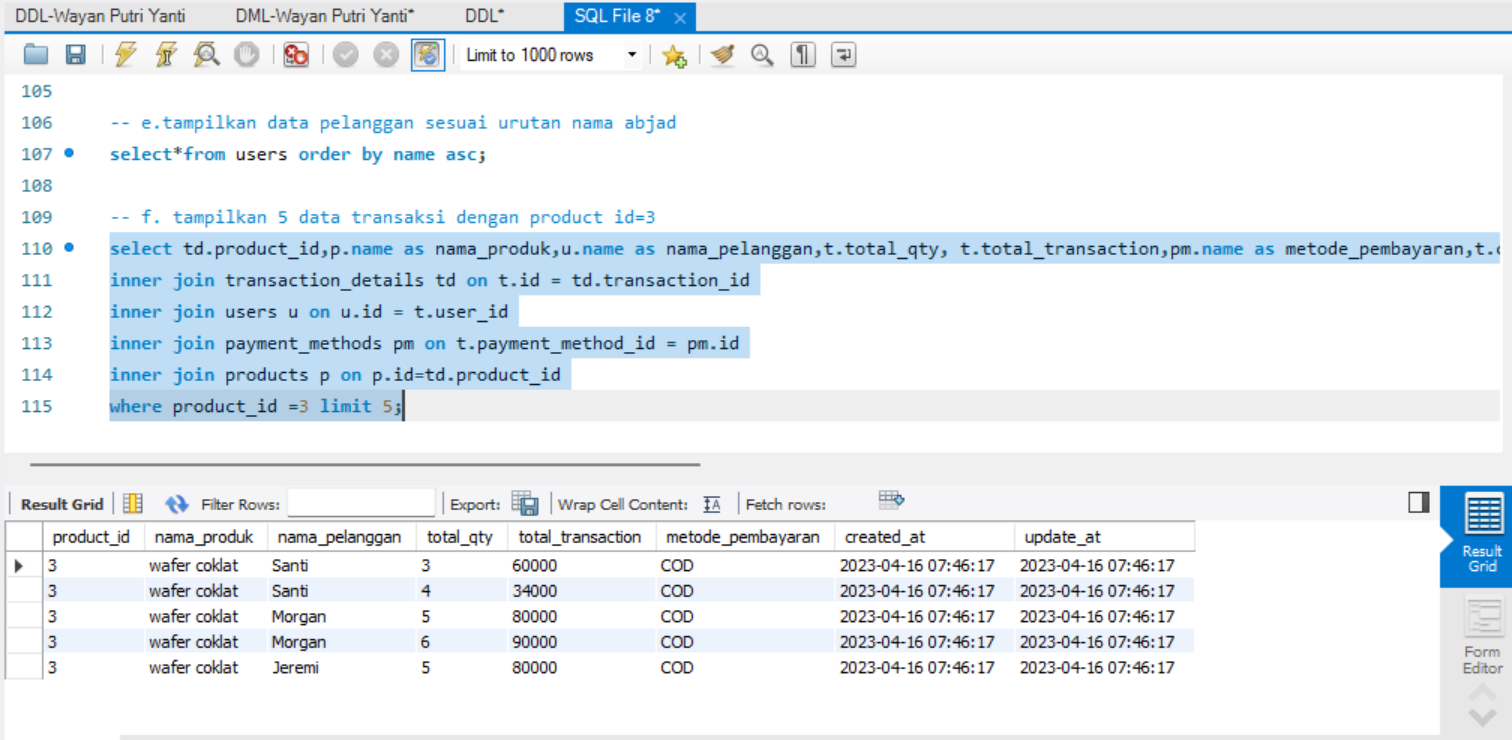 DDL-Wayan Putri Yanti DML-Wayan Putri Yanti* DDL* SQL File 8*
Limit to 1000 rows
105
106 -- e.tampilkan data pelanggan sesuai urutan nama abjad
107 select*from users order by name asc;
108
109 -- f. tampilkan 5 data transaksi dengan product id=3
110 select td.product_id,p.name as nama_produk,u.name as nama_pelanggan,t.total_qty, t.total_transaction,pm.name as metode_pembayaran,t.
111 inner join transaction_details td on t.id = td.transaction_id
112 inner join users u on u.id = t.user_id
113 inner join payment_methods pm on t.payment_method_id = pm.id
114 inner join products p on p.id=td.product_id
115 where product_id =3 limit 5;
Result Grid Filter Rows: Export: Wrap Cell Content: Fetch rows:
product_id nama_produk nama_pelanggan total_qty total_transaction metode_pembayaran created_at update_at
3 wafer coklat Santi 3 60000 COD 2023-04-16 07:46:17 2023-04-16 07:46:17
3 wafer coklat Santi 4 34000 COD 2023-04-16 07:46:17 2023-04-16 07:46:17
3 wafer coklat Morgan 5 80000 COD 2023-04-16 07:46:17 2023-04-16 07:46:17
3 wafer coklat Morgan 6 90000 COD 2023-04-16 07:46:17 2023-04-16 07:46:17
3 wafer coklat Jeremi 5 80000 COD 2023-04-16 07:46:17 2023-04-16 07:46:17
Result
Grid
Form
Editor